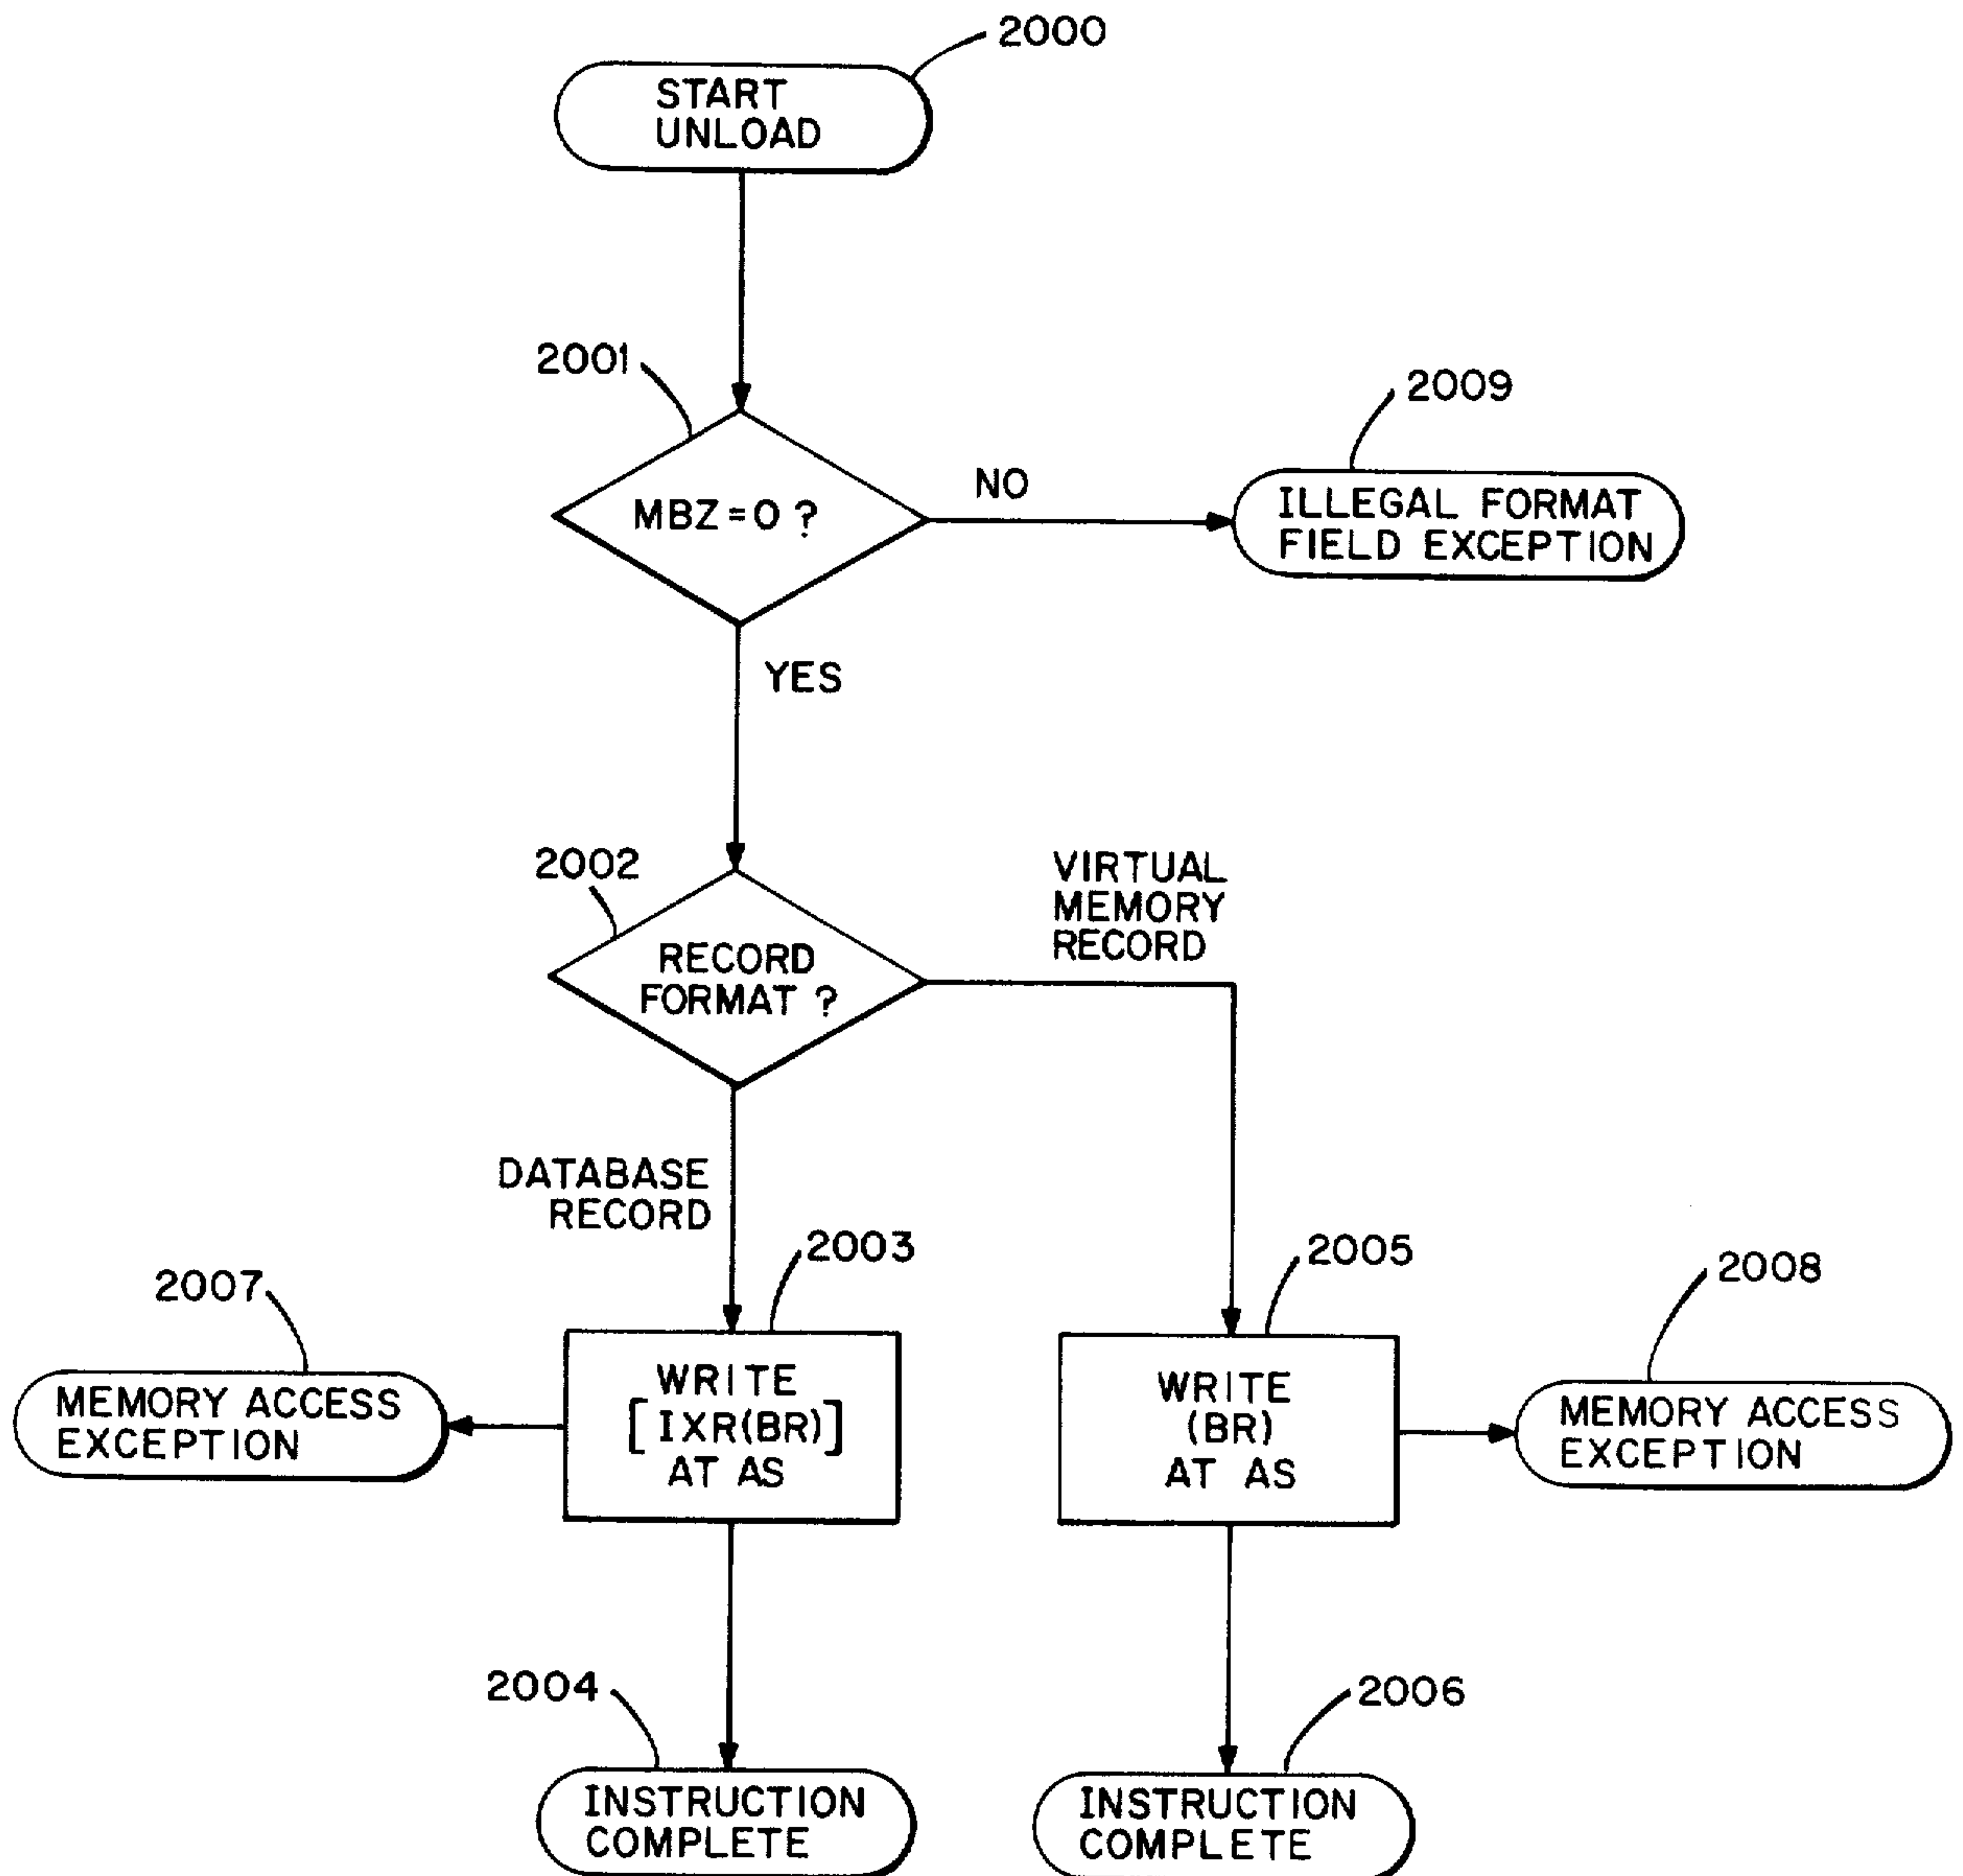 2000
START
UNLOAD
2001
2009
MBZ=0 ?
NO
ILLEGAL FORMAT
FIELD EXCEPTION
YES
2002
VIRTUAL
MEMORY
RECORD
RECORD
FORMAT ?
DATABASE
RECORD
2003
2005
2007
2008
MEMORY ACCESS
EXCEPTION
WRITE
[IXR(BR)]
AT AS
WRITE
(BR)
AT AS
MEMORY ACCESS
EXCEPTION
2004
2006
INSTRUCTION
COMPLETE
INSTRUCTION
COMPLETE